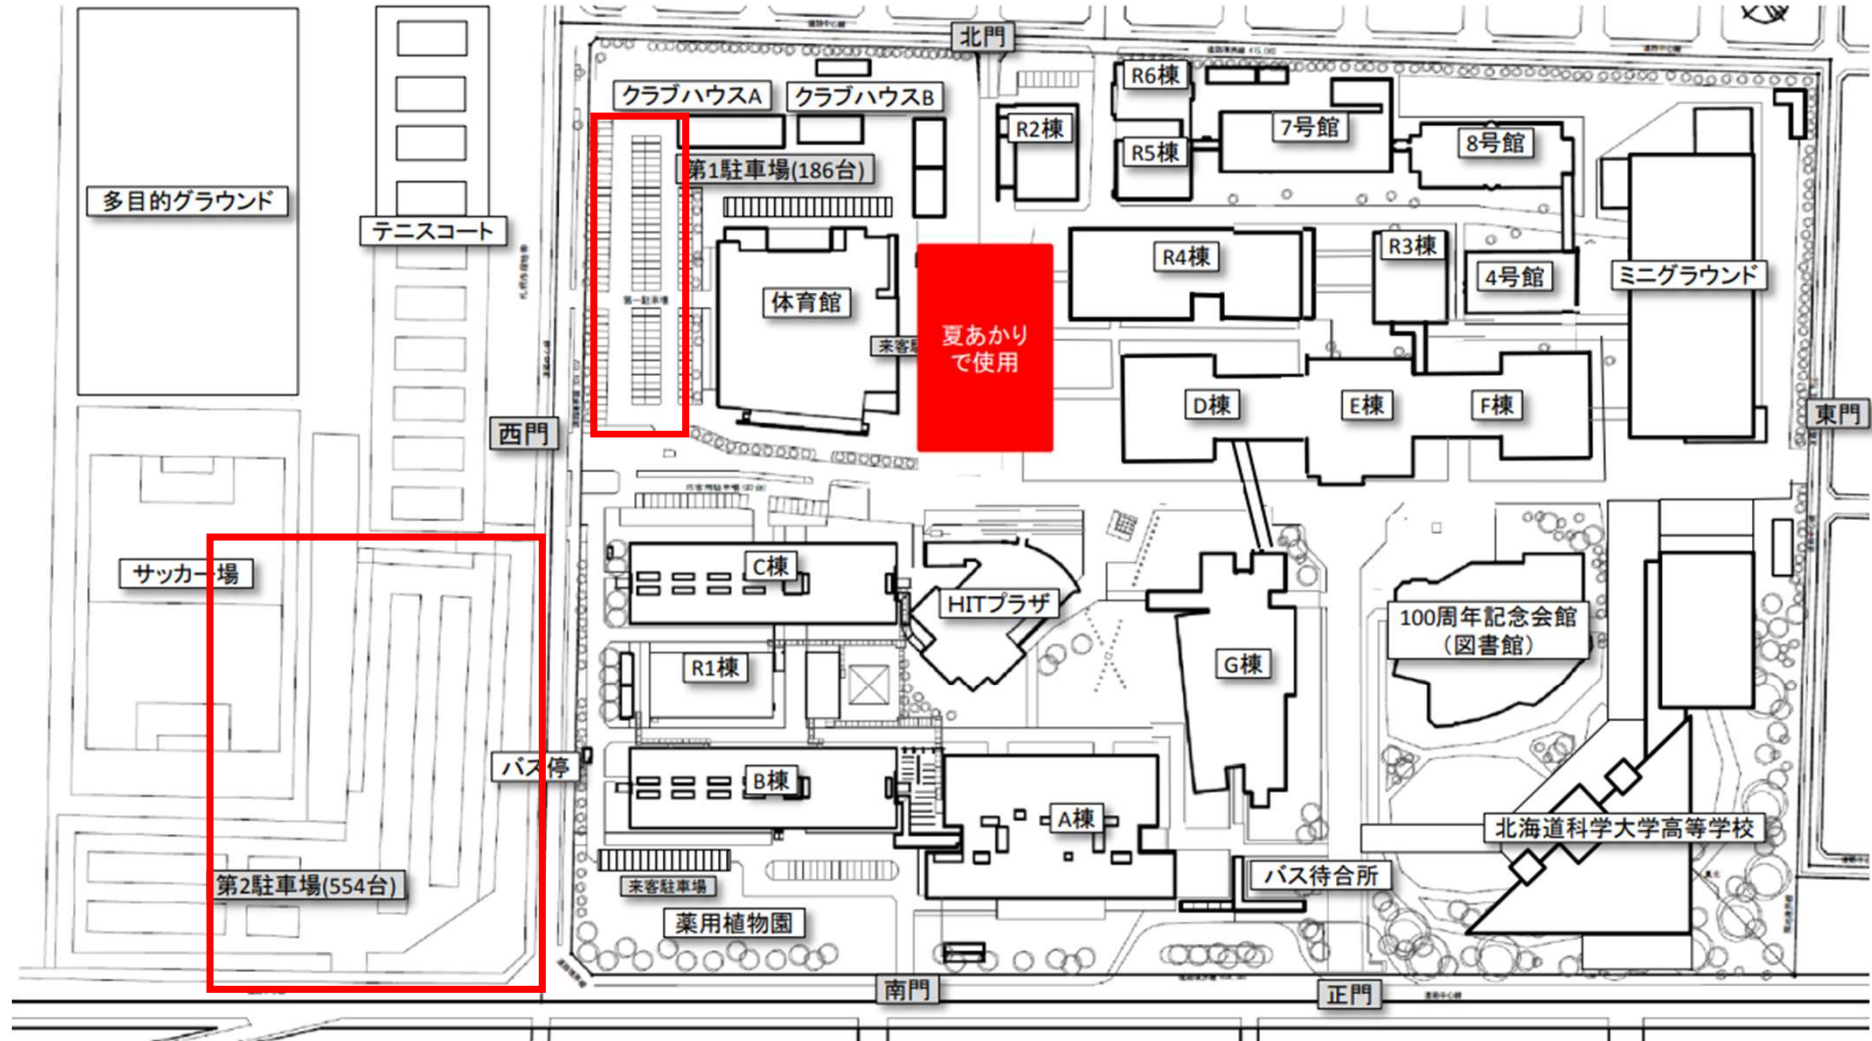 北門
クラブハウスA
クラブハウスB
R6棟
R2棟
R5棟
7号館
8号館
第1駐車場(186台)
多目的グラウンド
テニスコート
R4棟
R3棟
4号館
ミニグラウンド
第一駐車場
体育館
来客駐
夏あかり
で使用
D棟
E棟
F棟
東門
西門
サッカー場
C棟
HITプラザ
100周年記念会館
（図書館）
R1棟
G棟
バス停
B棟
A棟
北海道科学大学高等学校
第2駐車場(554台)
来客駐車場
バス待合所
薬用植物園
南門
正門